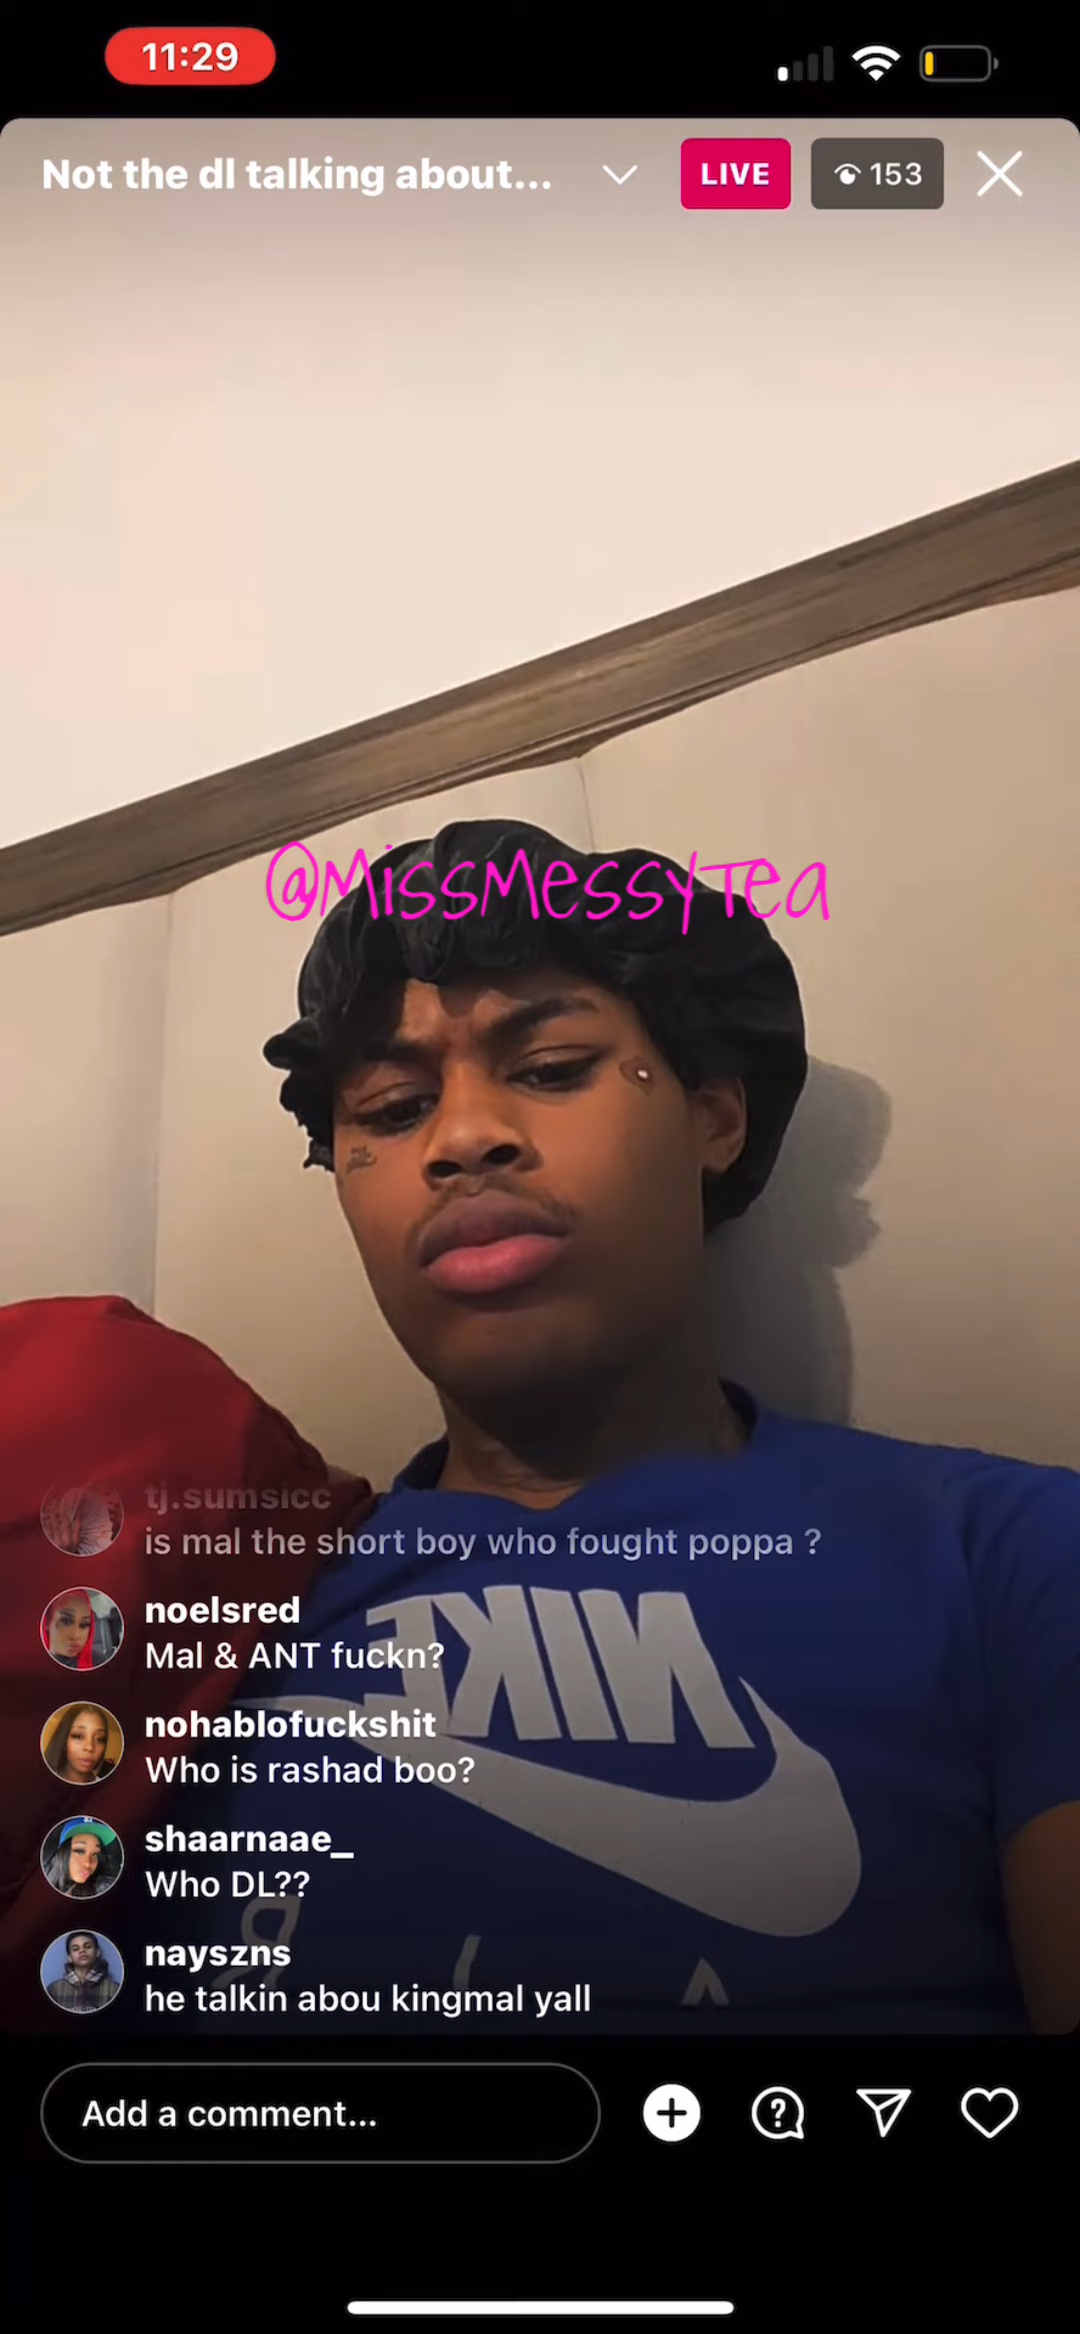 11:29
Not the dl talking about...
LIVE
153
@MissMessyTea
tj.sumsicc
is mal the short boy who fought poppa ?
noelsred
Mal & ANT fuckn?
nohablofuckshit
Who is rashad boo?
shaarnaae_
Who DL??
nayszns
he talkin abou kingmal yall
NIKE
Add a comment...